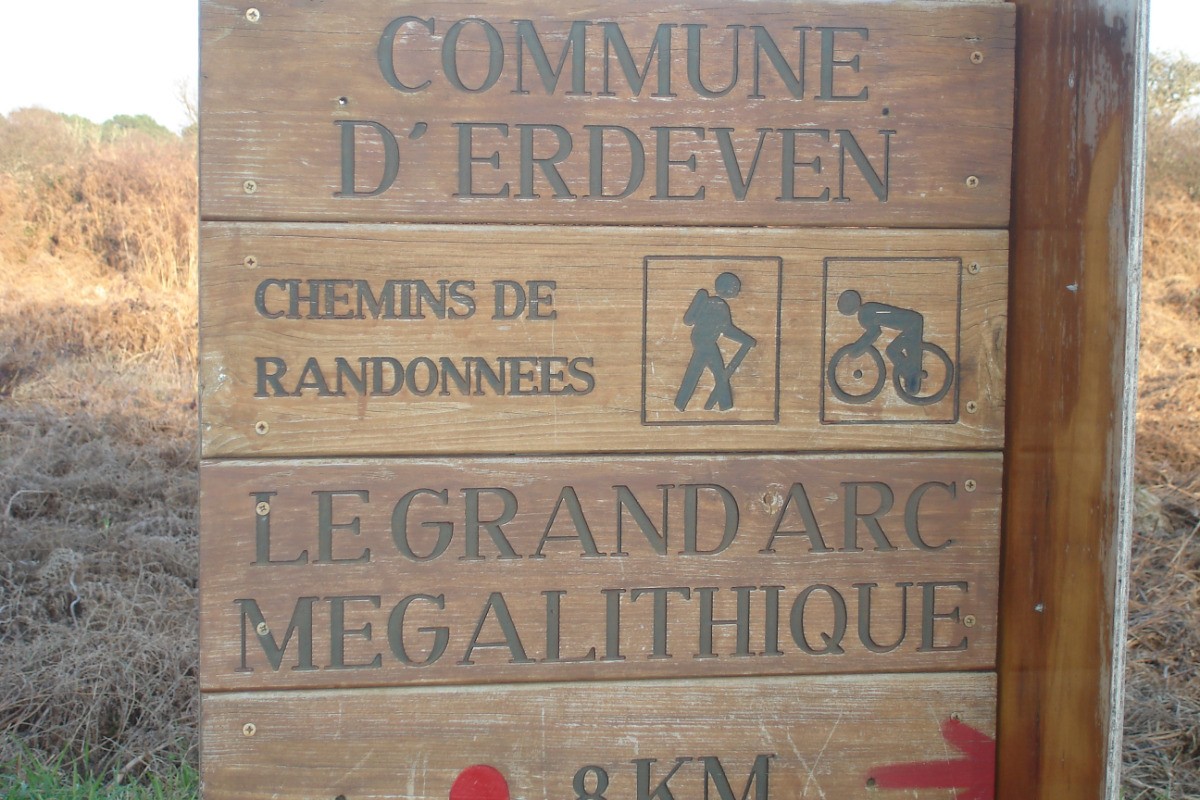 COMMUNE
D´ERDEVEN
CHEMINS DE
RANDONNEES
LE GRAND ARC
MEGALITHIQUE
8 KM